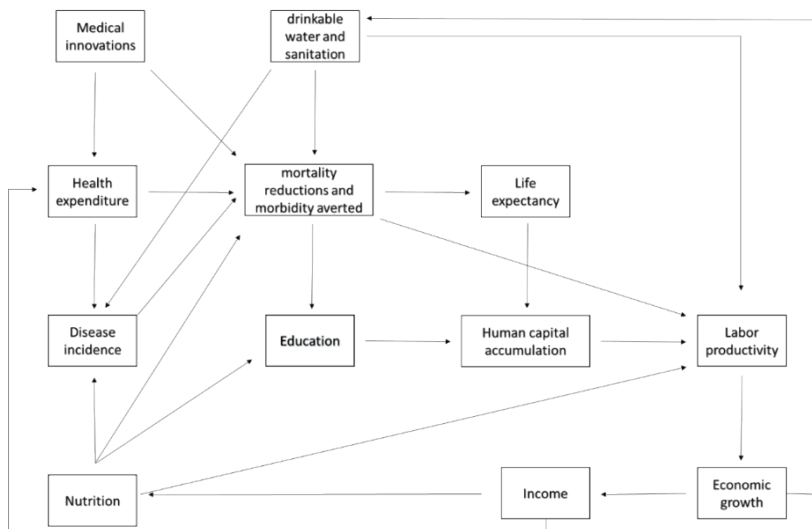 Medical
innovations
drinkable
water and
sanitation
Health
expenditure
mortality
reductions and
morbidity averted
Life
expectancy
Disease
incidence
Education
Human capital
accumulation
Labor
productivity
Nutrition
Income
Economic
growth